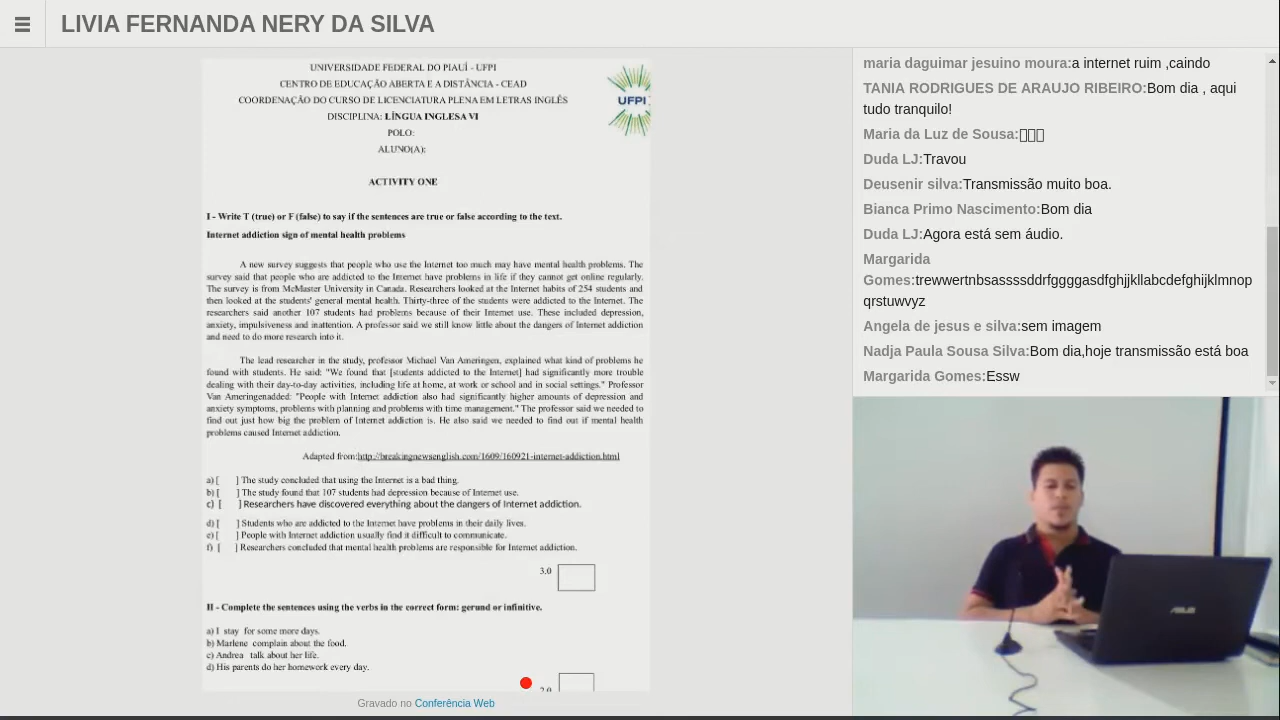 LIVIA FERNANDA NERY DA SILVA
UNIVERSIDADE FEDERAL DO PIAUÍ - UFPI
CENTRO DE EDUCAÇÃO ABERTA E A DISTÂNCIA - CEAD
COORDENAÇÃO DO CURSO DE LICENCIATURA PLENA EM LETRAS INGLÊS
DISCIPLINA: LÍNGUA INGLESA VI
POLO:
ALUNO(A):
UFPI
ACTIVITY ONE
I - Write T (true) or F (false) to say if the sentences are true or false according to the text.
Internet addiction sign of mental health problems
A new survey suggests that people who use the Internet too much may have mental health problems. The
survey said that people who are addicted to the Internet have problems in life if they cannot get online regularly.
The survey is from McMaster University in Canada. Researchers looked at the Internet habits of 254 students and
then looked at the students' general mental health. Thirty-three of the students were addicted to the Internet. The
researchers said another 107 students had problems because of their Internet use. These included depression,
anxiety, impulsiveness and inattention. A professor said we still know little about the dangers of Internet addiction
and need to do more research into it.
The lead researcher in the study, professor Michael Van Ameringen, explained what kind of problems he
found with students. He said: "We found that [students addicted to the Internet] had significantly more trouble
dealing with their day-to-day activities, including life at home, at work or school and in social settings." Professor
Van Ameringenadded: "People with Internet addiction also had significantly higher amounts of depression and
anxiety symptoms, problems with planning and problems with time management." The professor said we needed to
find out just how big the problem of Internet addiction is. He also said we needed to find out if mental health
problems caused Internet addiction.
Adapted from:http://breakingnewsenglish.com/1609/160921-internet-addiction.html
a) [ ] The study concluded that using the Internet is a bad thing.
b) [ ] The study found that 107 students had depression because of Internet use.
c) [ ] Researchers have discovered everything about the dangers of Internet addiction.
d) [ ] Students who are addicted to the Internet have problems in their daily lives.
e) [ ] People with Internet addiction usually find it difficult to communicate.
f) [ ] Researchers concluded that mental health problems are responsible for Internet addiction.
3.0
II - Complete the sentences using the verbs in the correct form: gerund or infinitive.
a) I stay for some more days.
b) Marlene complain about the food.
c) Andrea talk about her life.
d) His parents do her homework every day.
2.0
Gravado no Conferência Web
maria daguimar jesuino moura:a internet ruim ,caindo
TANIA RODRIGUES DE ARAUJO RIBEIRO:Bom dia , aqui
tudo tranquilo!
Maria da Luz de Sousa:
Duda LJ:Travou
Deusenir silva:Transmissão muito boa.
Bianca Primo Nascimento:Bom dia
Duda LJ:Agora está sem áudio.
Margarida
Gomes:trewwertnbsassssddrfggggasdfghjjkllabcdefghijklmnop
qrstuwvyz
Angela de jesus e silva:sem imagem
Nadja Paula Sousa Silva:Bom dia,hoje transmissão está boa
Margarida Gomes:Essw
ASUS